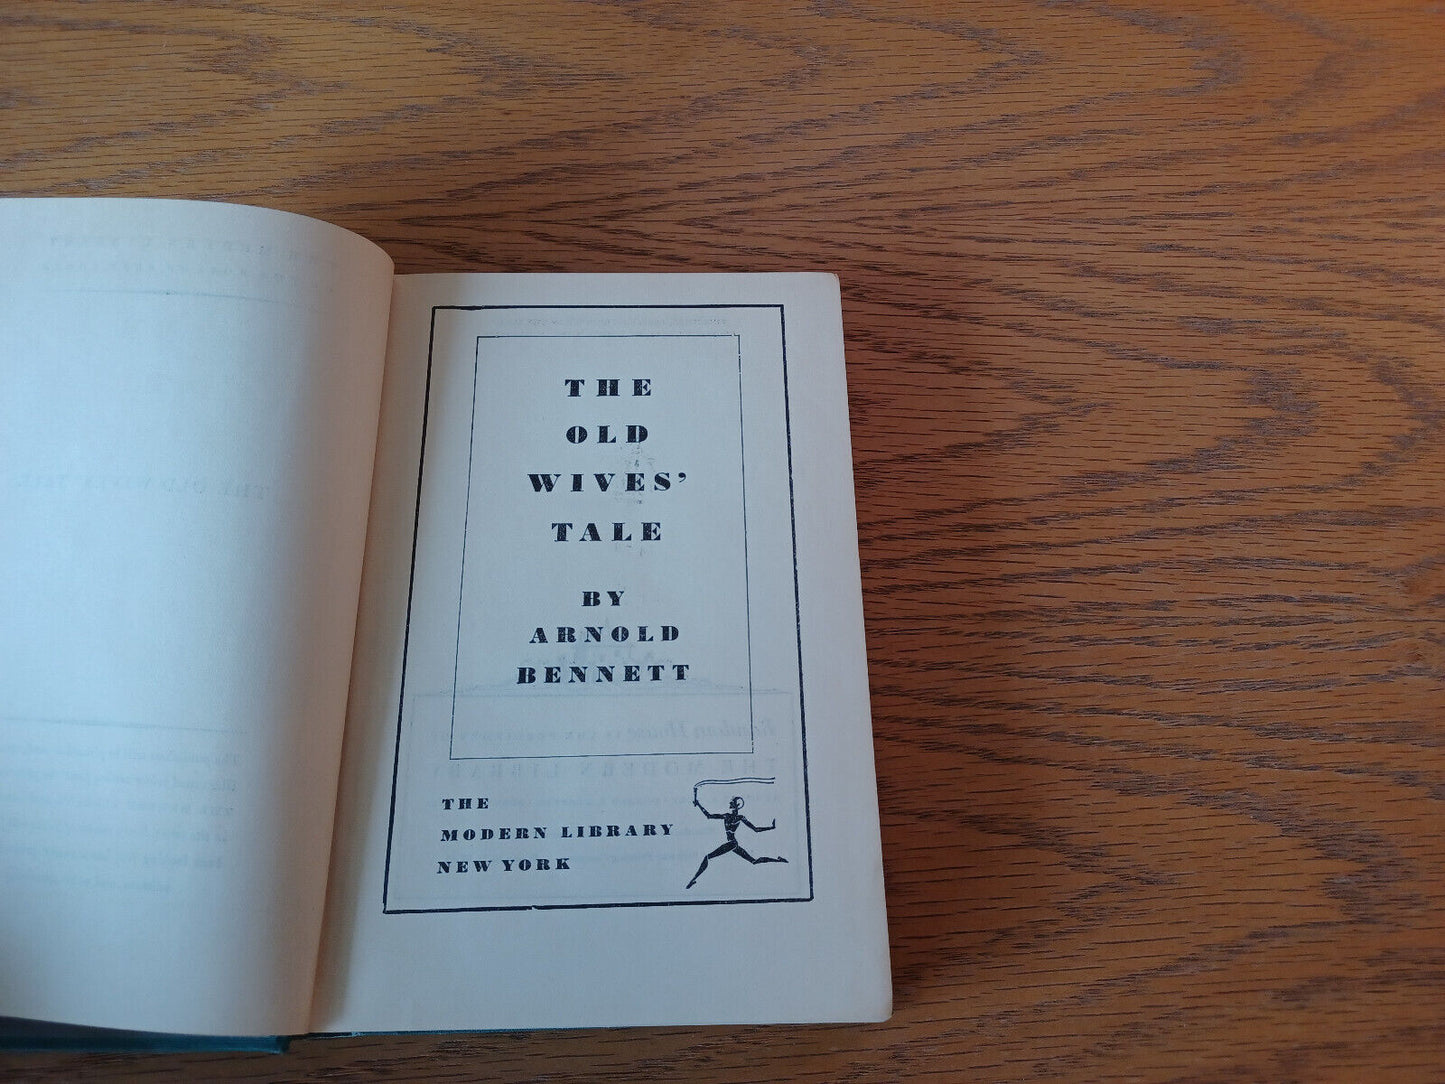 THE
OLD
WIVES'
TALE
BY
ARNOLD
BENNETT
THE
MODERN LIBRARY
NEW YORK